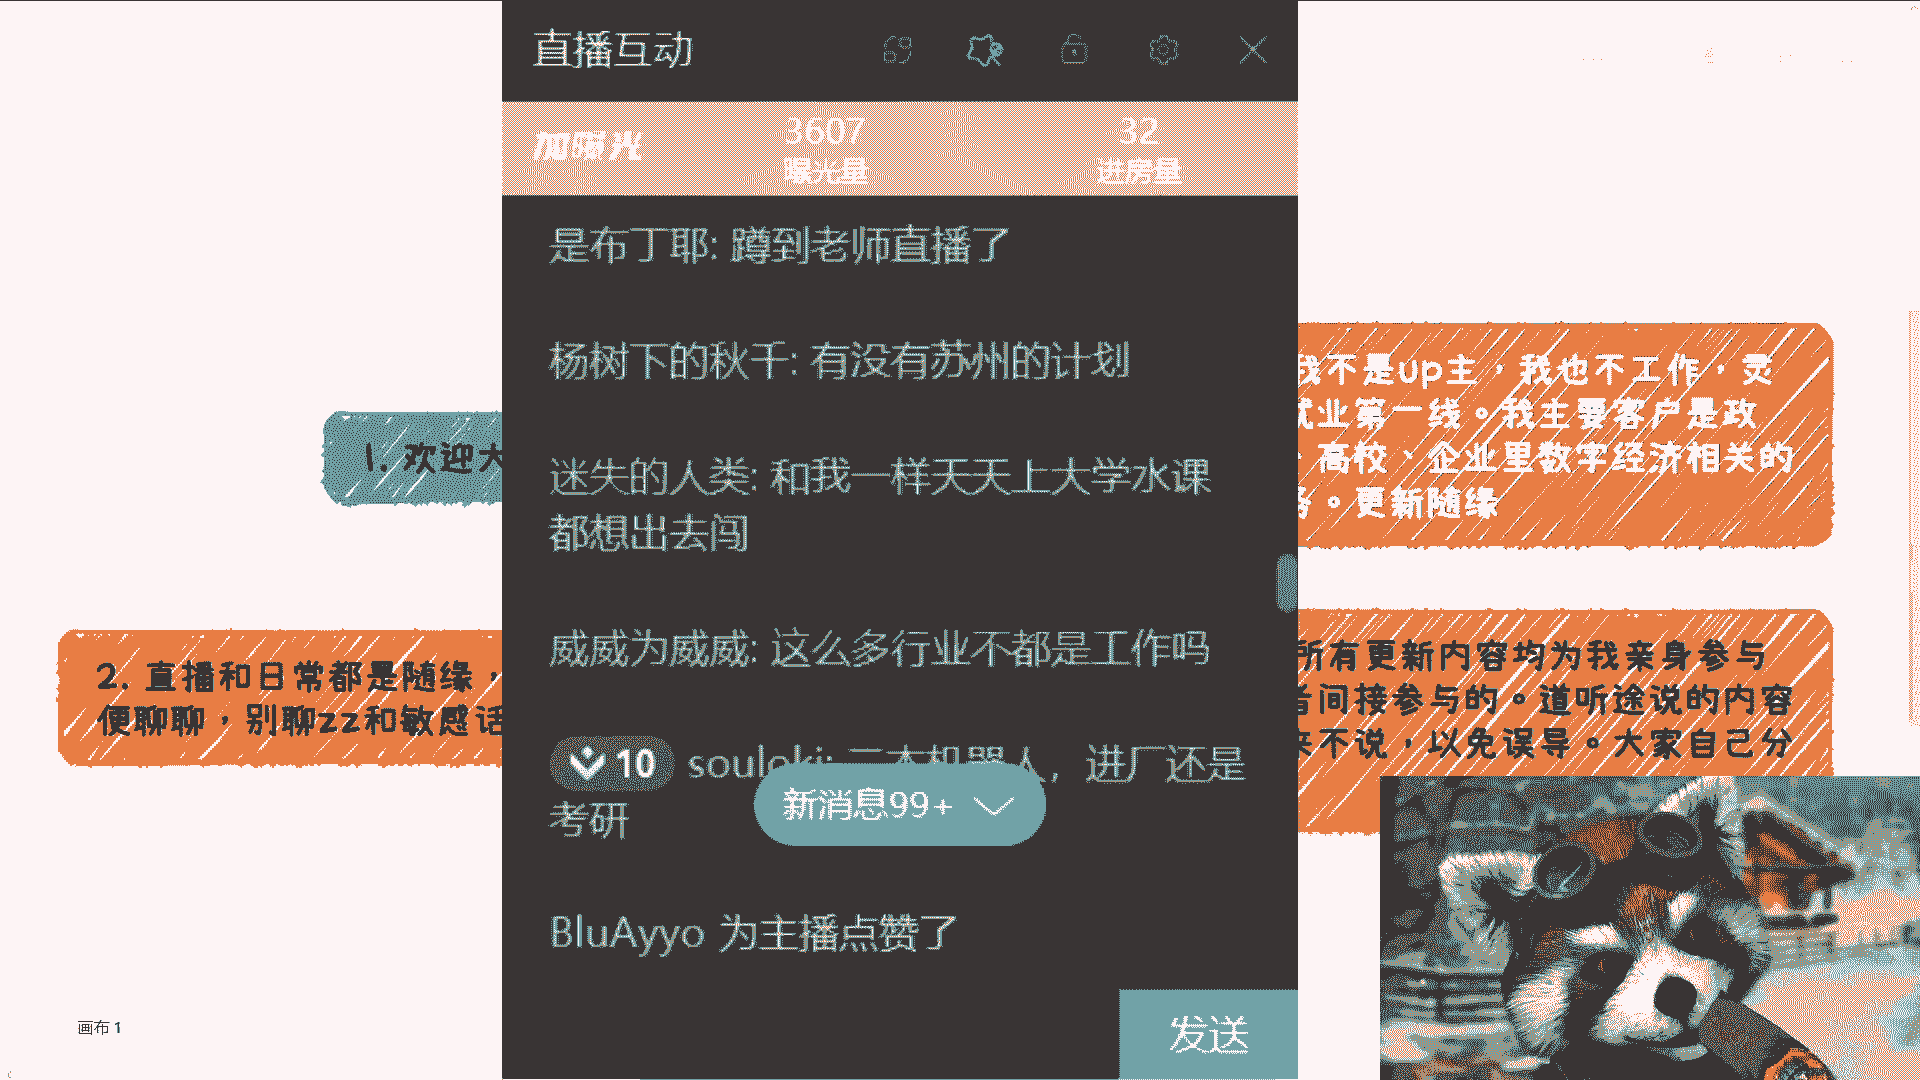 直播互动
加曝光
3607
曝光量
32
进房量
是布丁耶: 蹲到老师直播了
杨树下的秋千: 有没有苏州的计划
迷失的人类: 和我一样天天上大学水课
都想出去闯
威威为威威: 这么多行业不都是工作吗
10 souloki: 二本机器人，进厂还是
考研
新消息99+
BluAyyo 为主播点赞了
发送
1. 欢迎大
2. 直播和日常都是随缘，
便聊聊，别聊zz和敏感话
我不是up主，我也不工作，灵
就业第一线。我主要客户是政
、高校、企业里数字经济相关的
务。更新随缘
所有更新内容均为我亲身参与
者间接参与的。道听途说的内容
来不说，以免误导。大家自己分
画布 1